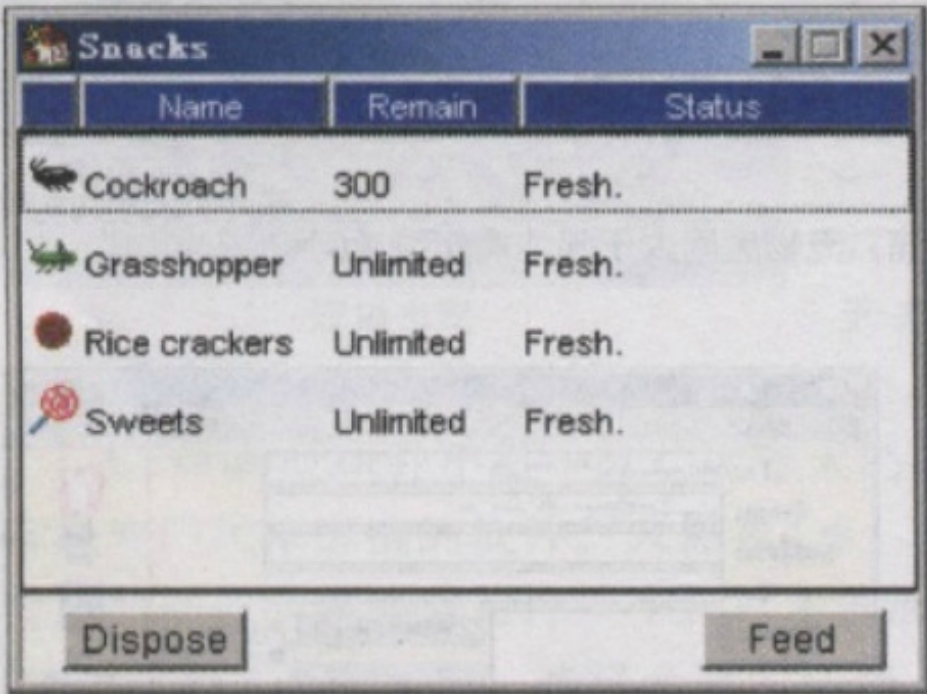 Snacks
Name Remain Status
Cockroach 300 Fresh.
Grasshopper Unlimited Fresh.
Rice crackers Unlimited Fresh.
Sweets Unlimited Fresh.
Dispose Feed